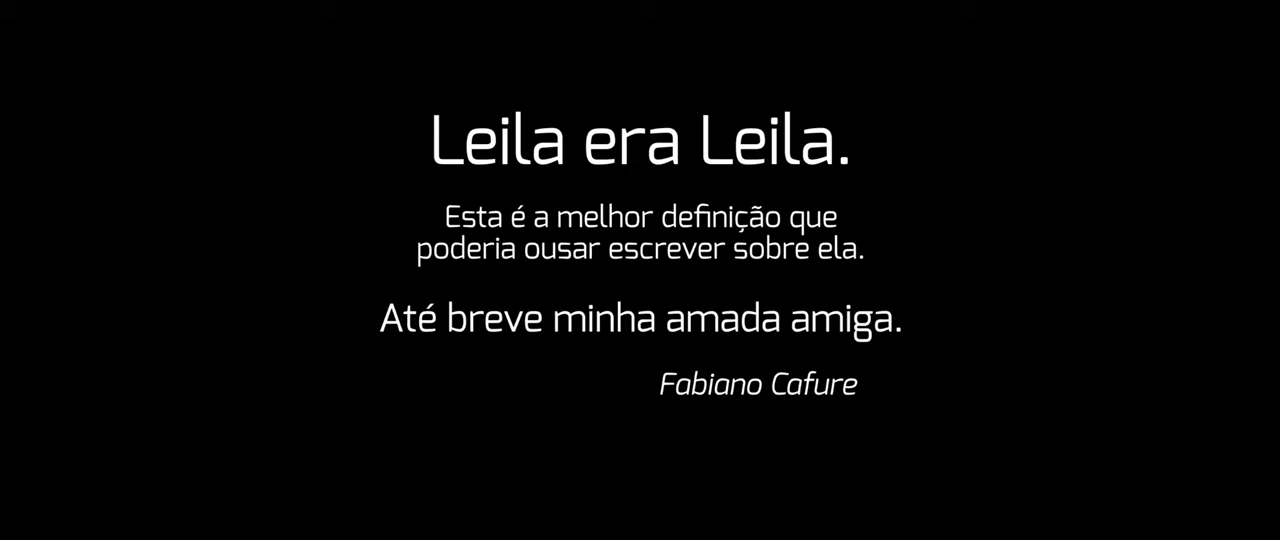 Leila era Leila.
Esta é a melhor definição que
poderia ousar escrever sobre ela.
Até breve minha amada amiga.
Fabiano Cafure